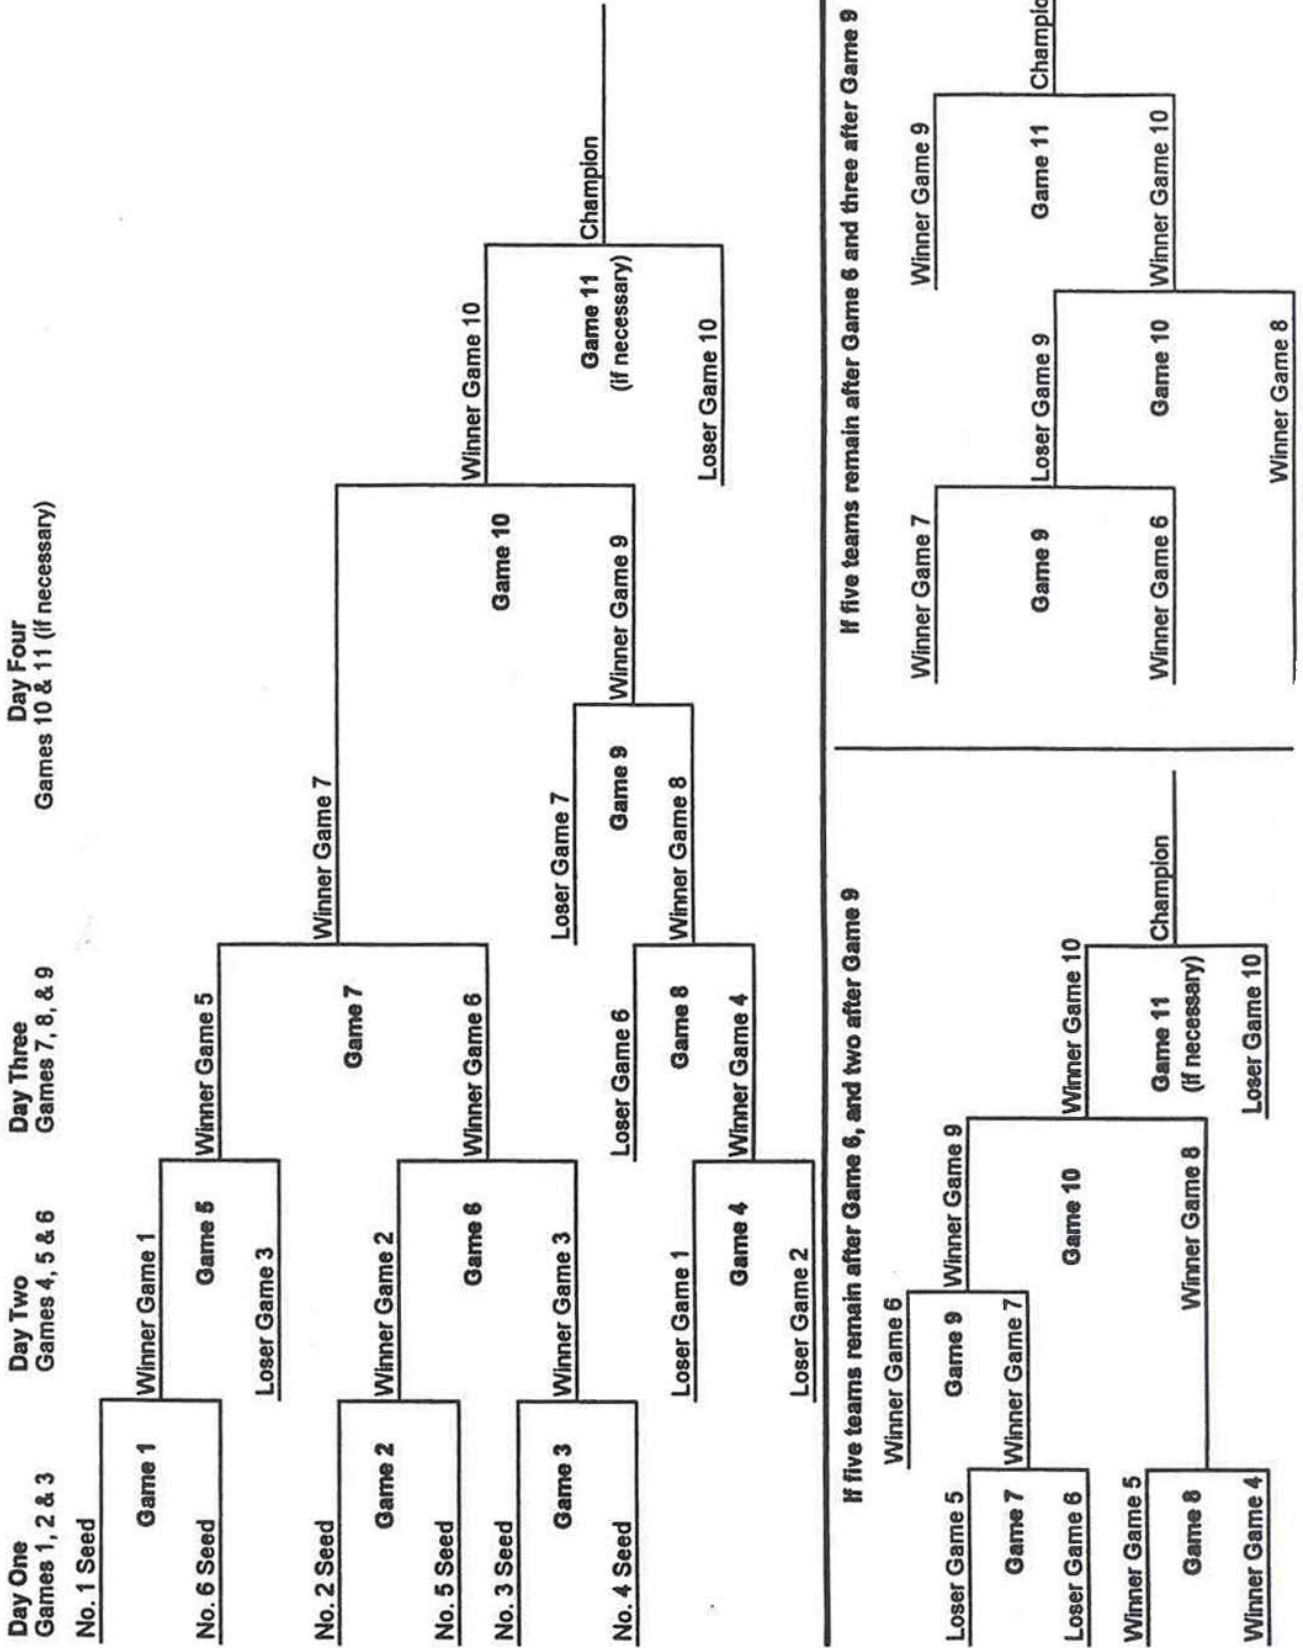 Day One
Games 1, 2 & 3
Day Two
Games 4, 5 & 6
Day Three
Games 7, 8, & 9
Day Four
Games 10 & 11 (if necessary)
No. 1 Seed
Game 1
No. 6 Seed
Winner Game 1
Game 5
Loser Game 3
Winner Game 5
No. 2 Seed
Game 2
No. 5 Seed
Winner Game 2
No. 3 Seed
Game 3
No. 4 Seed
Game 6
Winner Game 3
Winner Game 6
Game 7
Winner Game 7
Loser Game 1
Game 4
Loser Game 2
Loser Game 6
Game 8
Winner Game 4
Loser Game 7
Game 9
Winner Game 8
Winner Game 9
Game 10
Winner Game 10
Game 11
(if necessary)
Loser Game 10
Champion
If five teams remain after Game 6, and two after Game 9
Loser Game 5
Game 7
Loser Game 6
Winner Game 5
Game 8
Winner Game 4
Winner Game 6
Game 9
Winner Game 7
Winner Game 9
Game 10
Winner Game 8
Winner Game 10
Game 11
(if necessary)
Loser Game 10
Champion
If five teams remain after Game 6 and three after Game 9
Winner Game 7
Game 9
Winner Game 6
Loser Game 9
Game 10
Winner Game 8
Winner Game 9
Game 11
Winner Game 10